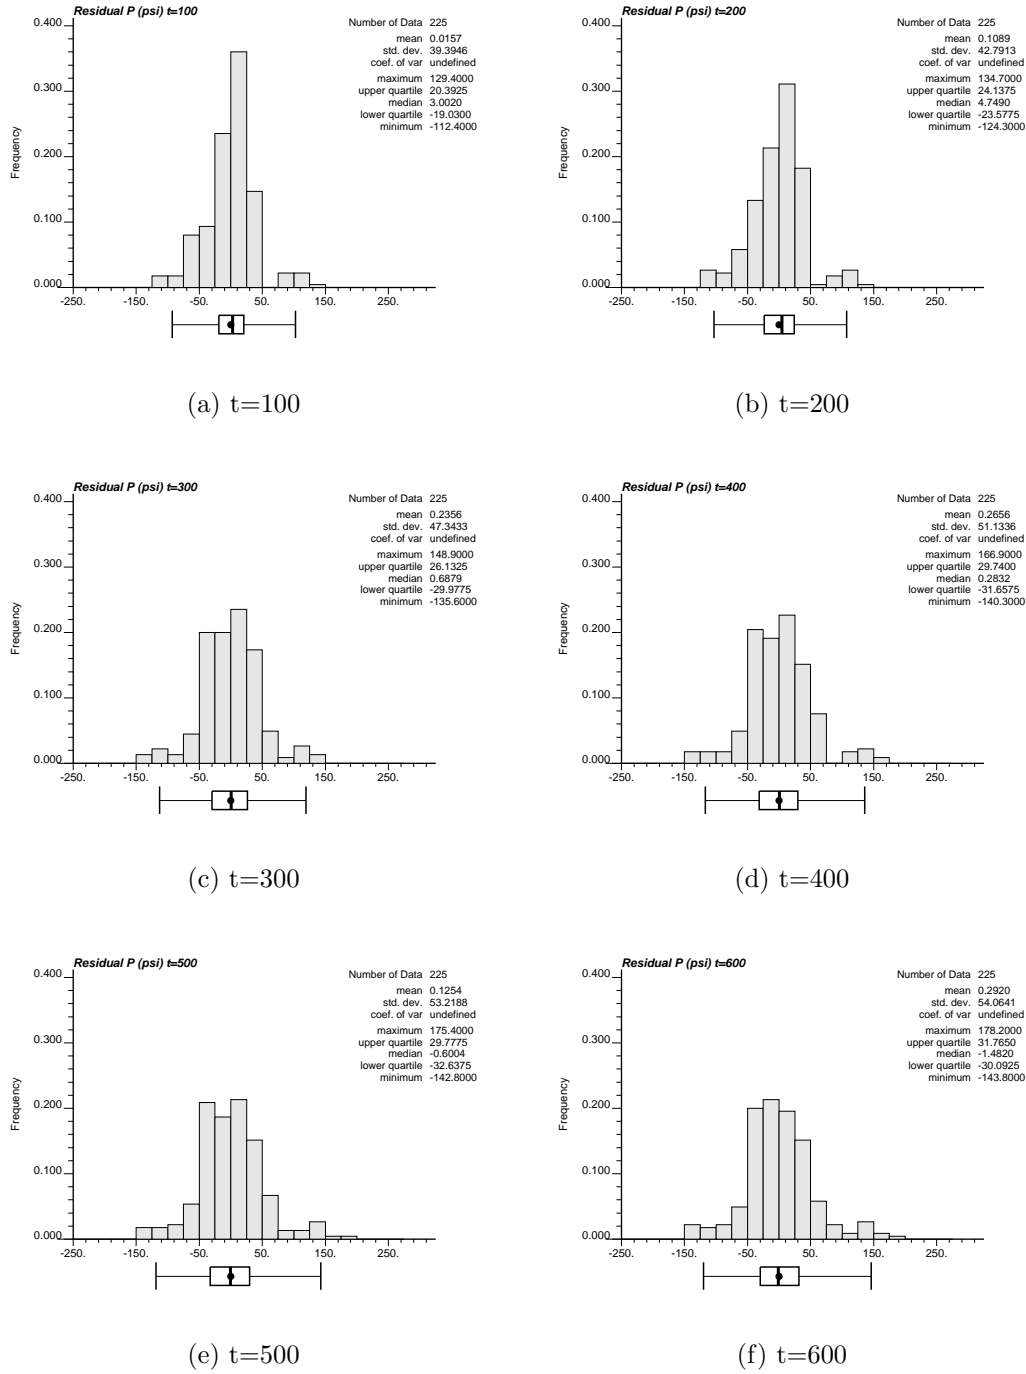 Residual P (psi) t=100
Number of Data 225
mean 0.0157
std. dev. 39.3946
coef. of var undefined
maximum 129.4000
upper quartile 20.3925
median 3.0020
lower quartile -19.0300
minimum -112.4000
Frequency
0.400
0.300
0.200
0.100
0.000
-250. -150. -50. 50. 150. 250.
(a) t=100
Residual P (psi) t=200
Number of Data 225
mean 0.1089
std. dev. 42.7913
coef. of var undefined
maximum 134.7000
upper quartile 24.1375
median 4.7490
lower quartile -23.5775
minimum -124.3000
Frequency
0.400
0.300
0.200
0.100
0.000
-250. -150. -50. 50. 150. 250.
(b) t=200
Residual P (psi) t=300
Number of Data 225
mean 0.2356
std. dev. 47.3433
coef. of var undefined
maximum 148.9000
upper quartile 26.1325
median 0.6879
lower quartile -29.9775
minimum -135.6000
Frequency
0.400
0.300
0.200
0.100
0.000
-250. -150. -50. 50. 150. 250.
(c) t=300
Residual P (psi) t=400
Number of Data 225
mean 0.2656
std. dev. 51.1336
coef. of var undefined
maximum 166.9000
upper quartile 29.7400
median 0.2832
lower quartile -31.6575
minimum -140.3000
Frequency
0.400
0.300
0.200
0.100
0.000
-250. -150. -50. 50. 150. 250.
(d) t=400
Residual P (psi) t=500
Number of Data 225
mean 0.1254
std. dev. 53.2188
coef. of var undefined
maximum 175.4000
upper quartile 29.7775
median -0.6004
lower quartile -32.6375
minimum -142.8000
Frequency
0.400
0.300
0.200
0.100
0.000
-250. -150. -50. 50. 150. 250.
(e) t=500
Residual P (psi) t=600
Number of Data 225
mean 0.2920
std. dev. 54.0641
coef. of var undefined
maximum 178.2000
upper quartile 31.7650
median -1.4820
lower quartile -30.0925
minimum -143.8000
Frequency
0.400
0.300
0.200
0.100
0.000
-250. -150. -50. 50. 150. 250.
(f) t=600